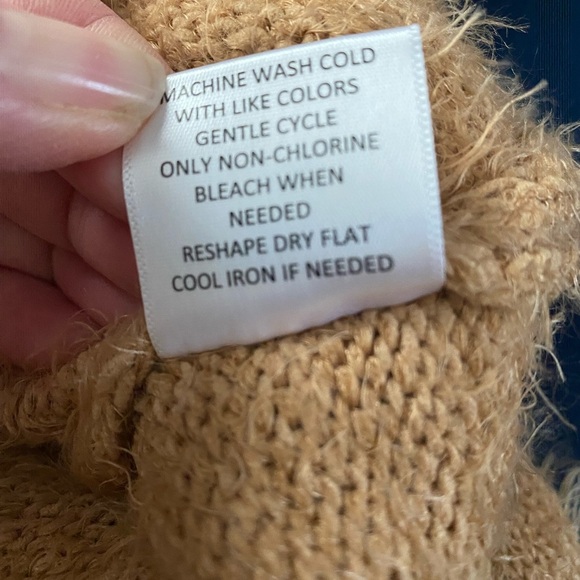 MACHINE WASH COLD
WITH LIKE COLORS
GENTLE CYCLE
ONLY NON-CHLORINE
BLEACH WHEN
NEEDED
RESHAPE DRY FLAT
COOL IRON IF NEEDED